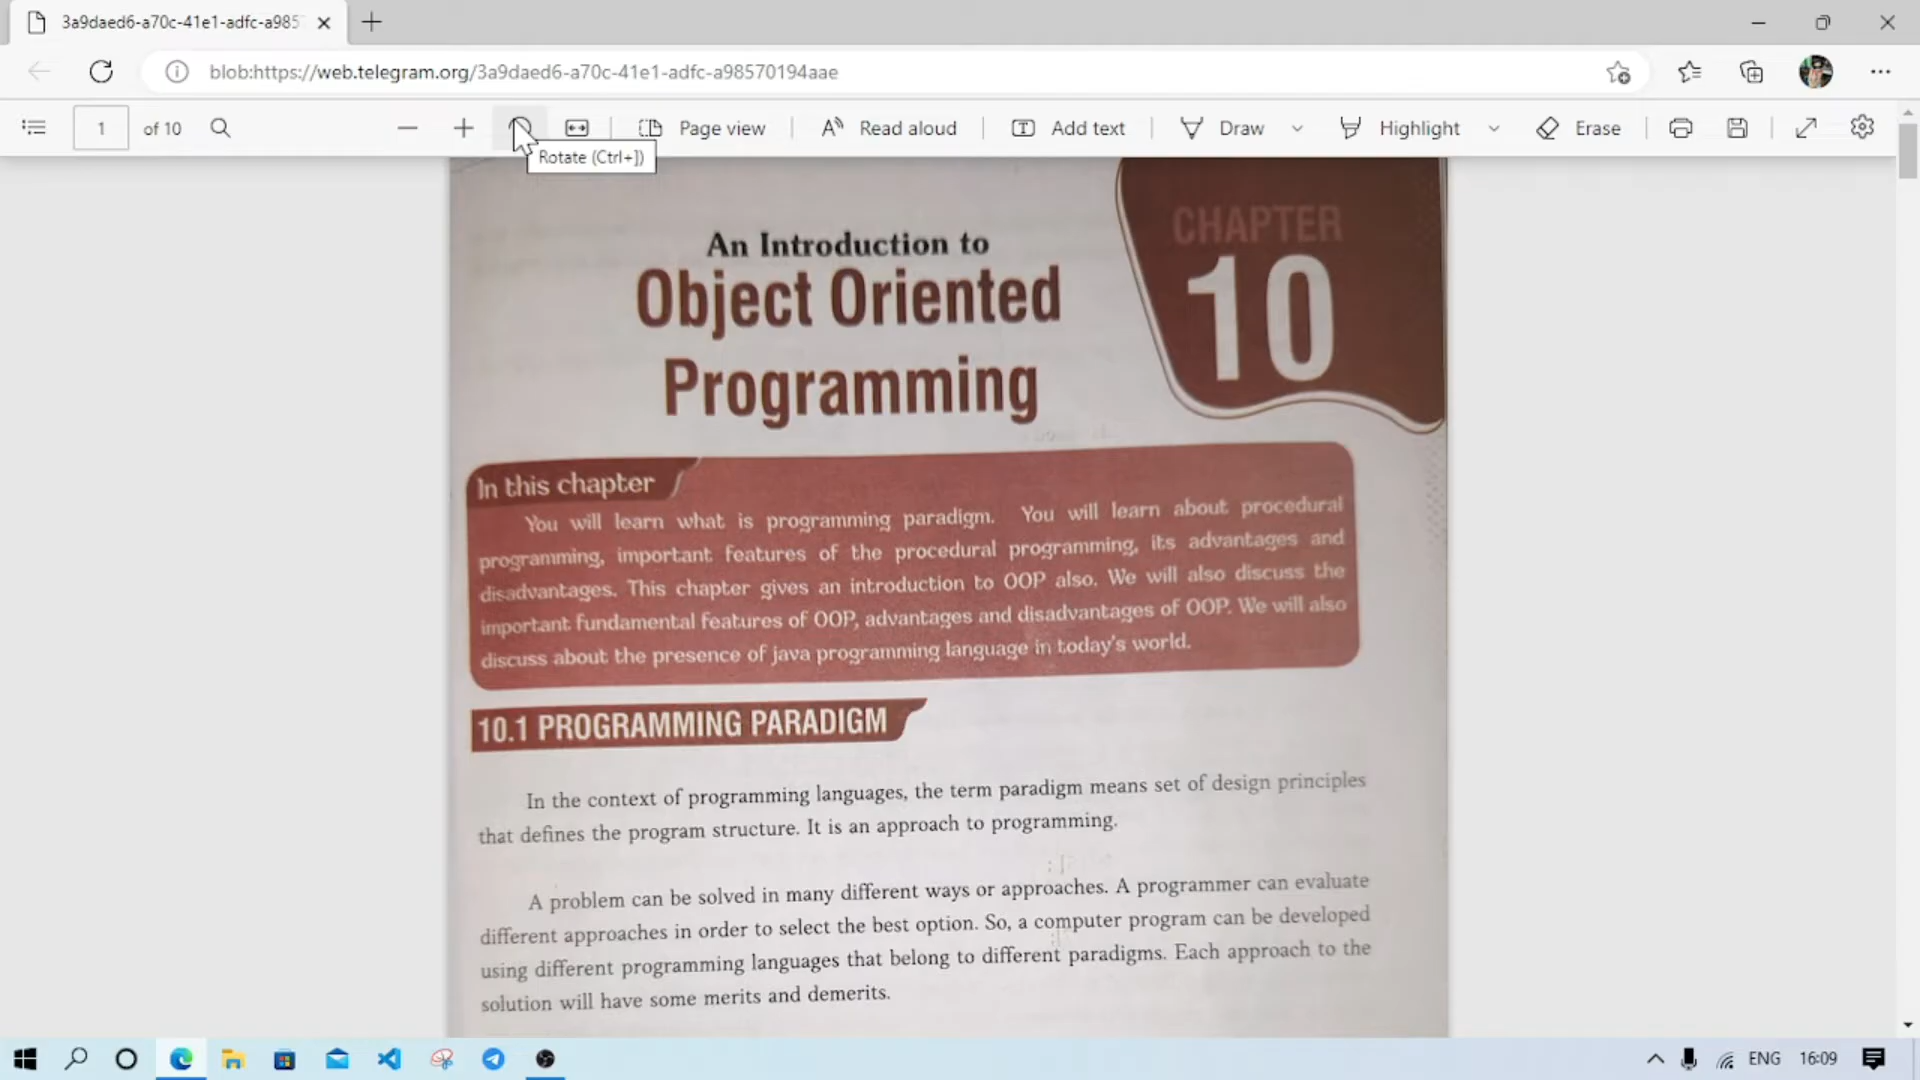 3a9daed6-a70c-41e1-adfc-a985
blob:https://web.telegram.org/3a9daed6-a70c-41e1-adfc-a98570194aae
1 of 10 Page view Read aloud Add text Draw Highlight Erase
Rotate (Ctrl+])
CHAPTER
10
An Introduction to
Object Oriented
Programming
In this chapter
You will learn what is programming paradigm. You will learn about procedural
programming, important features of the procedural programming, its advantages and
disadvantages. This chapter gives an introduction to OOP also. We will also discuss the
important fundamental features of OOP, advantages and disadvantages of OOP. We will also
discuss about the presence of java programming language in today's world.
10.1 PROGRAMMING PARADIGM
In the context of programming languages, the term paradigm means set of design principles
that defines the program structure. It is an approach to programming.
A problem can be solved in many different ways or approaches. A programmer can evaluate
different approaches in order to select the best option. So, a computer program can be developed
using different programming languages that belong to different paradigms. Each approach to the
solution will have some merits and demerits.
ENG 16:09